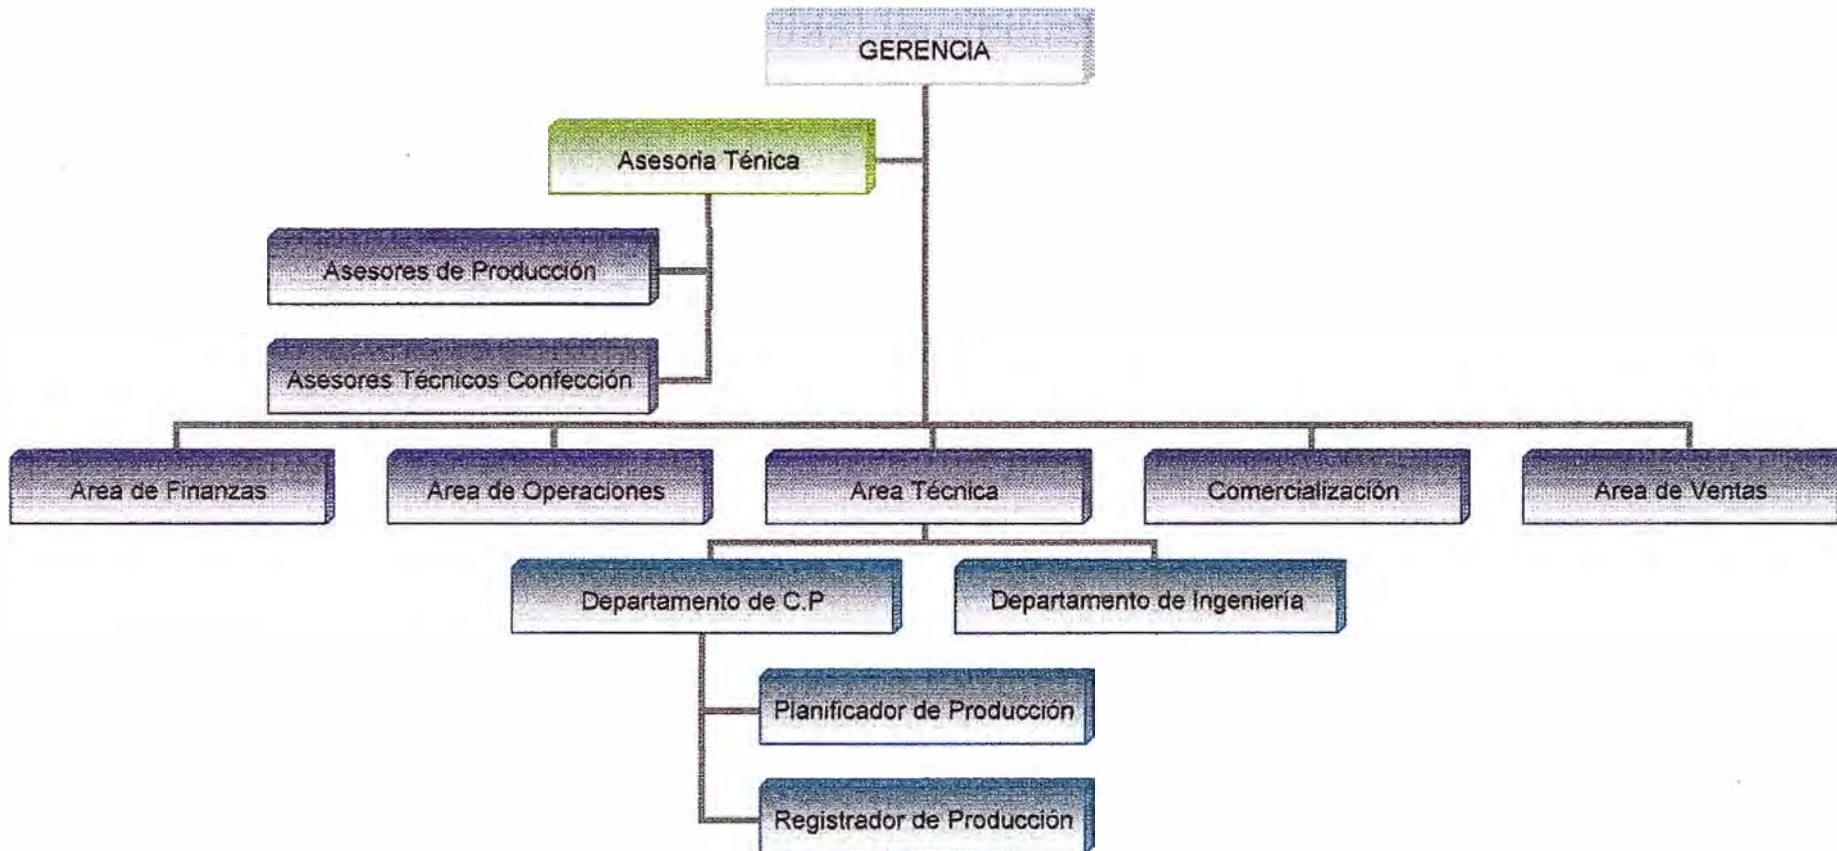 GERENCIA
Asesoria Ténica
Asesores de Producción
Asesores Técnicos Confección
Area de Finanzas
Area de Operaciones
Area Técnica
Comercialización
Area de Ventas
Departamento de C.P
Departamento de Ingeniería
Planificador de Producción
Registrador de Producción